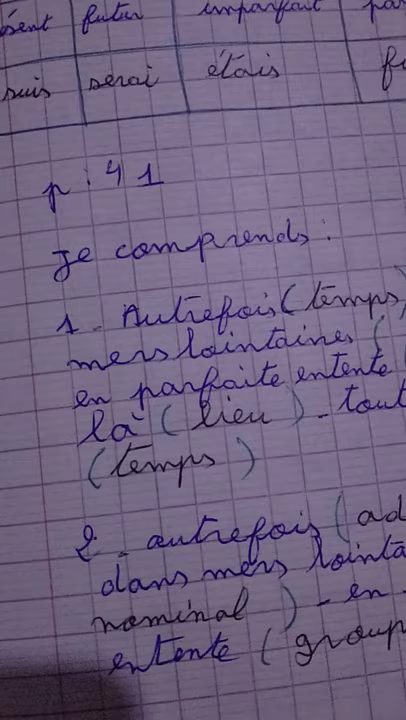 futur imparfait
suis serai étais
p : 41
Je comprends :
1 - Autrefois (temps)
mers lointaines (
en parfaite entente (
là (lieu) - tout
(temps)
2 - autrefois (ad
dans mers lointa
nominal) - en
entente (group